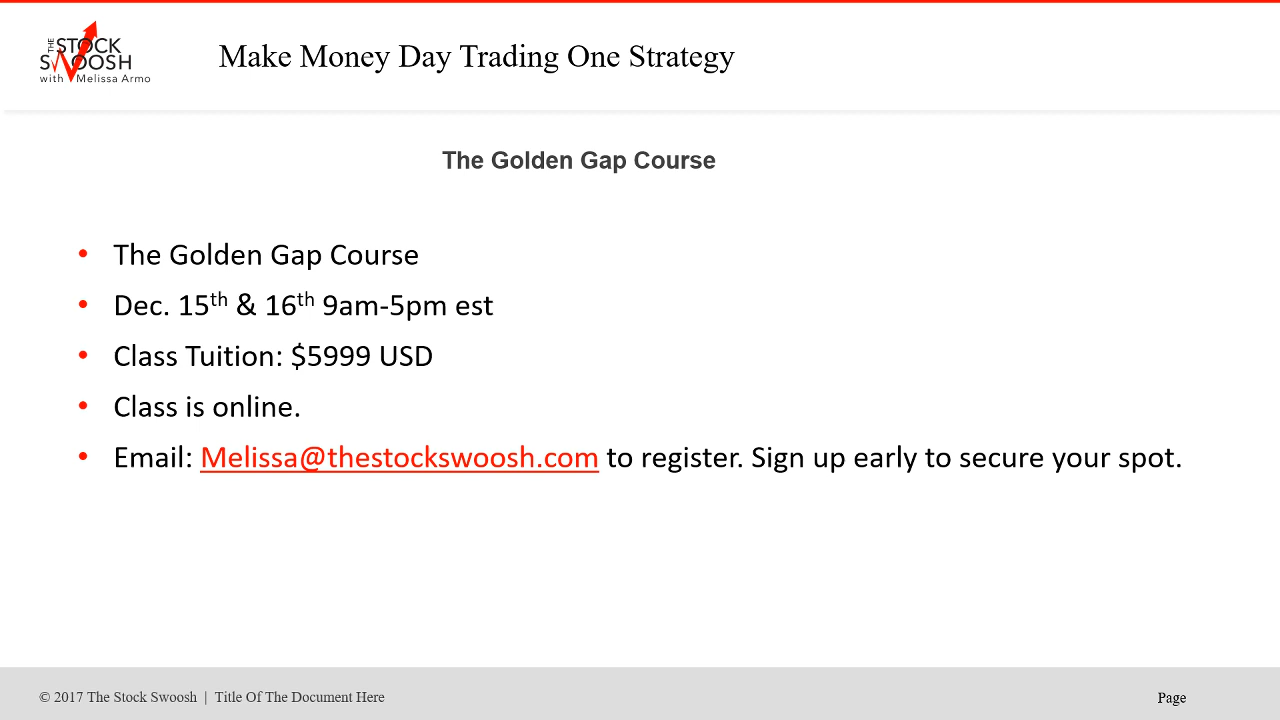 THE STOCK
SWOOSH
with Melissa Armo
Make Money Day Trading One Strategy
The Golden Gap Course
• The Golden Gap Course
• Dec. 15th & 16th 9am-5pm est
• Class Tuition: $5999 USD
• Class is online.
• Email: Melissa@thestockswoosh.com to register. Sign up early to secure your spot.
© 2017 The Stock Swoosh | Title Of The Document Here
Page